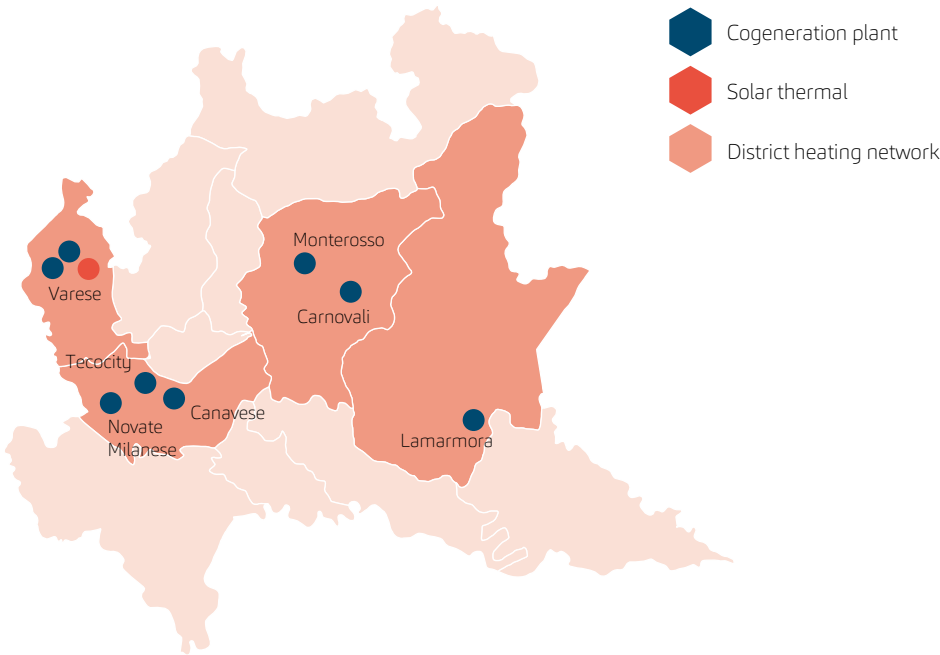 Cogeneration plant
Solar thermal
District heating network
Monterosso
Carnovali
Varese
Tecocity
Canavese
Novate
Milanese
Lamarmora